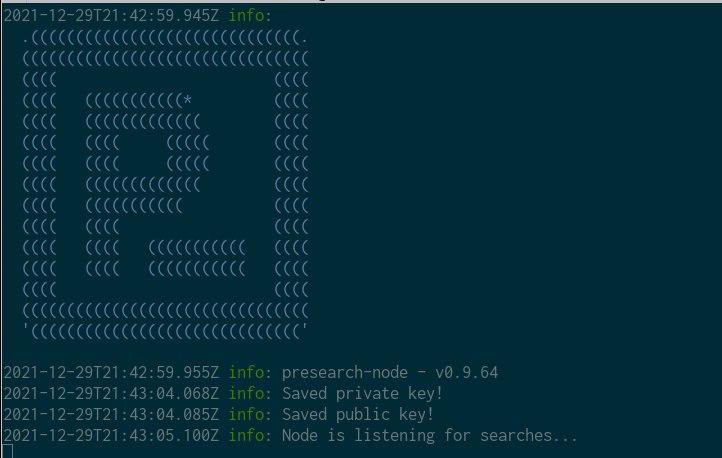 2021-12-29T21:42:59.945Z info:
  .((((((((((((((((((((((((((((((.
  ((((((((((((((((((((((((((((((((
  ((((                        ((((
  ((((   (((((((((((*         ((((
  ((((   (((((((((((((        ((((
  ((((   ((((     (((((       ((((
  ((((   ((((     (((((       ((((
  ((((   (((((((((((((        ((((
  ((((   (((((((((((          ((((
  ((((   ((((                 ((((
  ((((   ((((   (((((((((((   ((((
  ((((   ((((   (((((((((((   ((((
  ((((                        ((((
  ((((((((((((((((((((((((((((((((
  '(((((((((((((((((((((((((((((('
2021-12-29T21:42:59.955Z info: presearch-node - v0.9.64
2021-12-29T21:43:04.068Z info: Saved private key!
2021-12-29T21:43:04.085Z info: Saved public key!
2021-12-29T21:43:05.100Z info: Node is listening for searches...